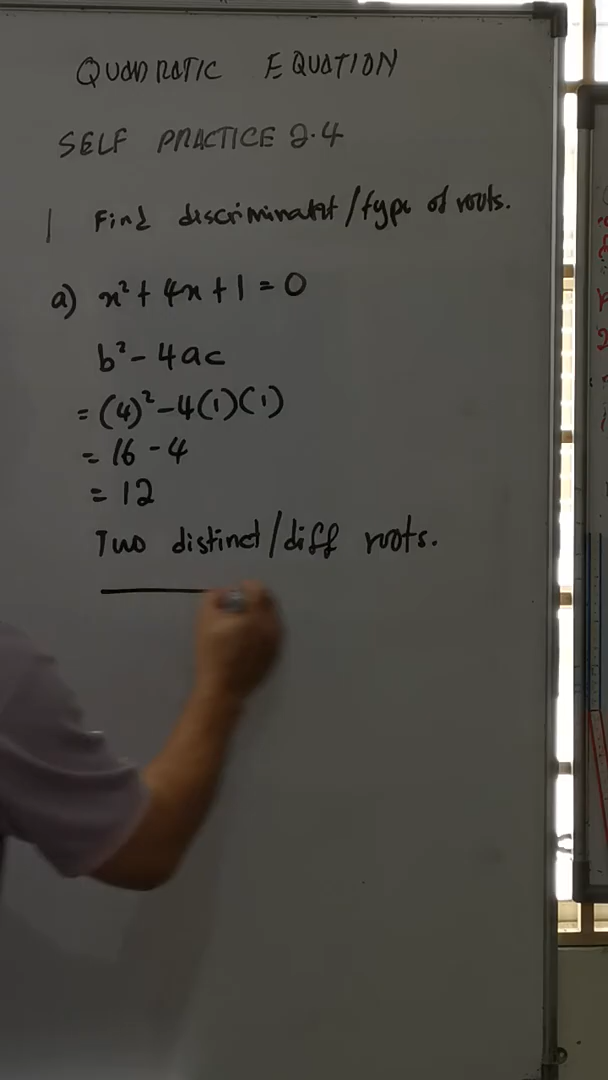 QUADRATIC EQUATION
SELF PRACTICE 2.4
1 Find discriminatnt/type of roots.
a) x² + 4x + 1 = 0
b² - 4ac
= (4)² - 4(1)(1)
= 16 - 4
= 12
Two distinct/diff roots.